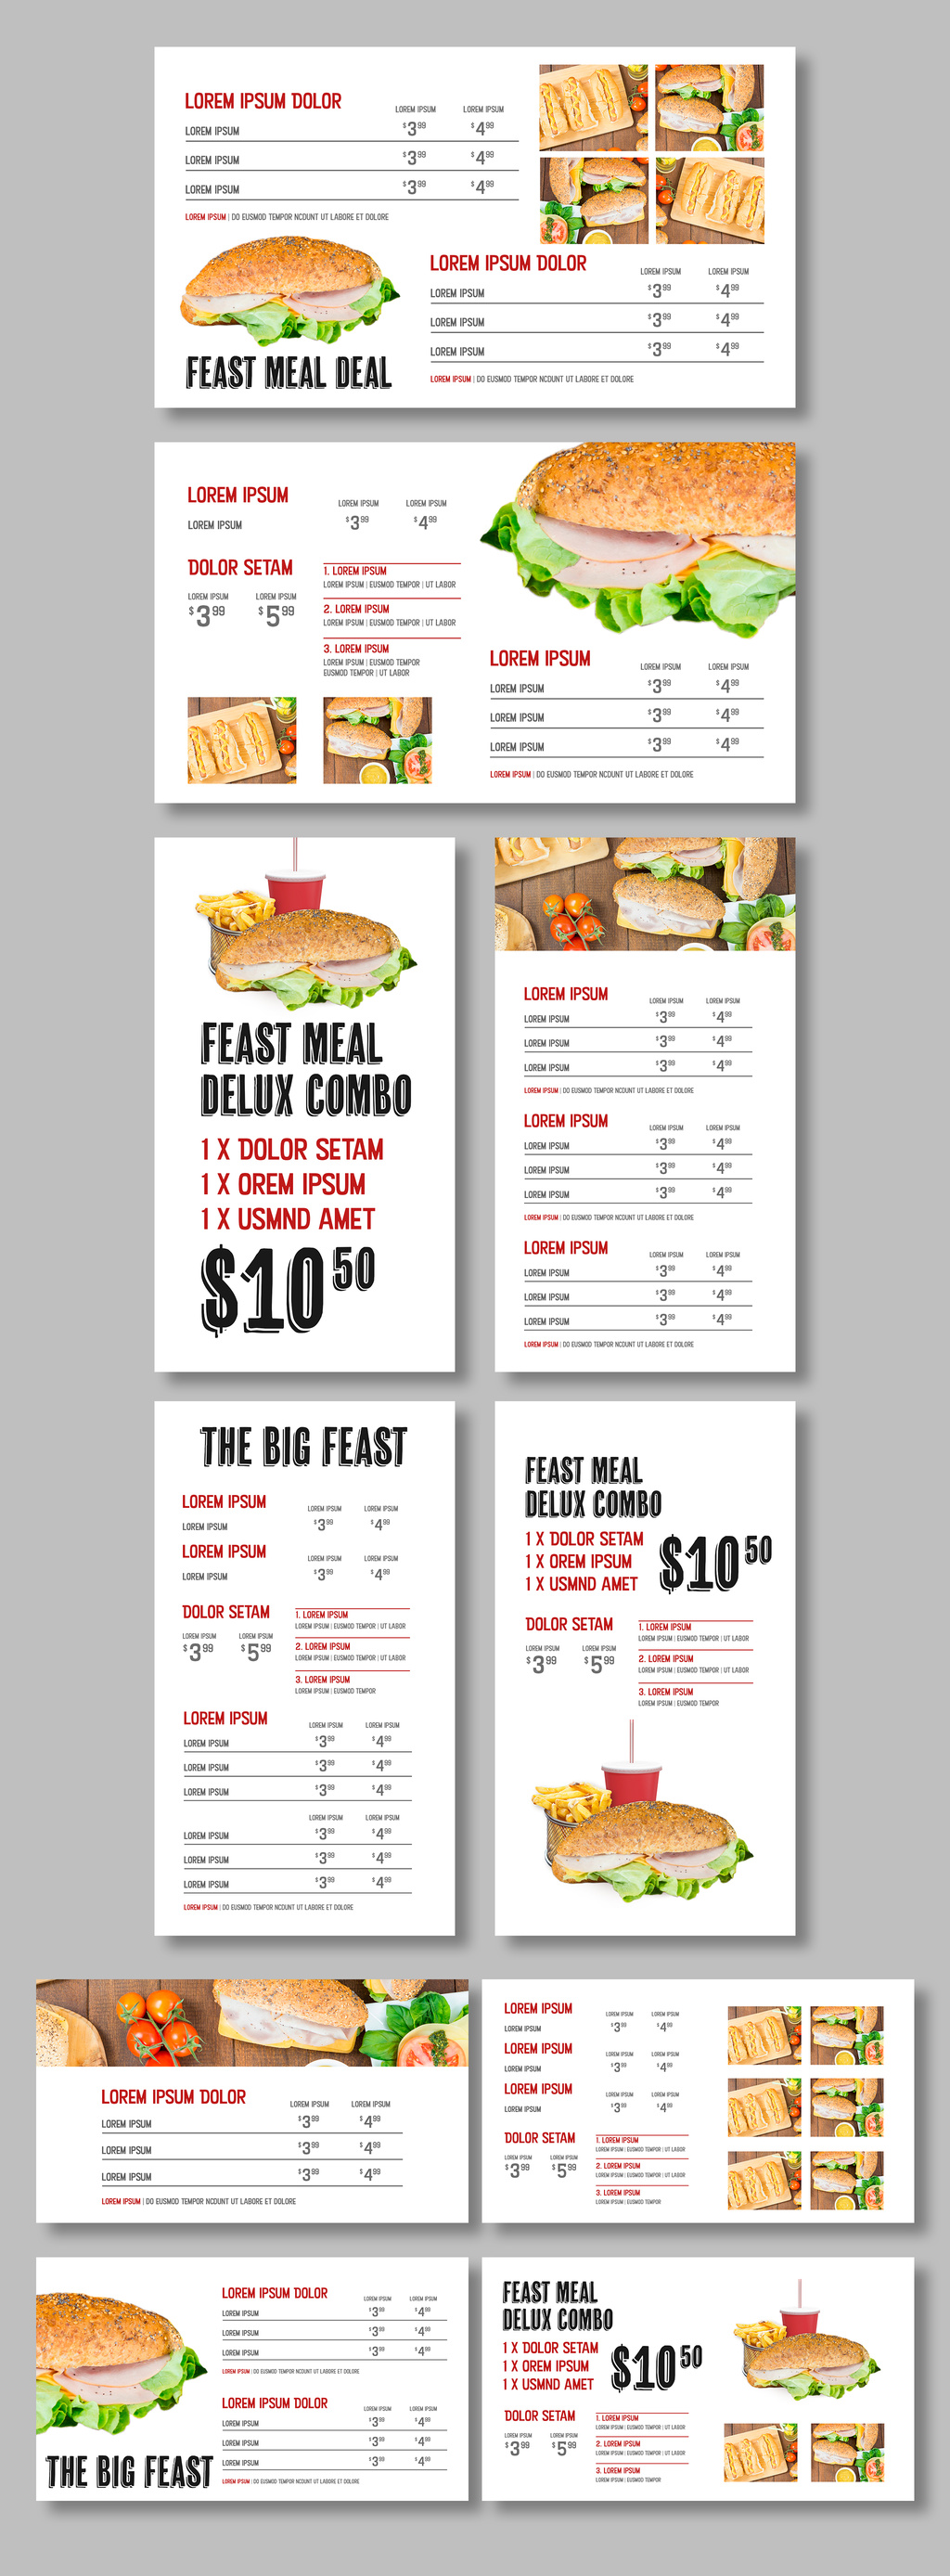 LOREM IPSUM DOLOR
LOREM IPSUM LOREM IPSUM
LOREM IPSUM $3.99 $4.99
LOREM IPSUM $3.99 $4.99
LOREM IPSUM $3.99 $4.99
LOREM IPSUM | DO EUSMOD TEMPOR NCDUNT UT LABORE ET DOLORE
FEAST MEAL DEAL
LOREM IPSUM DOLOR
LOREM IPSUM LOREM IPSUM
LOREM IPSUM $3.99 $4.99
LOREM IPSUM $3.99 $4.99
LOREM IPSUM $3.99 $4.99
LOREM IPSUM | DO EUSMOD TEMPOR NCDUNT UT LABORE ET DOLORE
LOREM IPSUM
LOREM IPSUM LOREM IPSUM
LOREM IPSUM $3.99 $4.99
DOLOR SETAM
LOREM IPSUM LOREM IPSUM
$3.99 $5.99
1. LOREM IPSUM
LOREM IPSUM | EUSMOD TEMPOR | UT LABOR
2. LOREM IPSUM
LOREM IPSUM | EUSMOD TEMPOR | UT LABOR
3. LOREM IPSUM
LOREM IPSUM | EUSMOD TEMPOR
EUSMOD TEMPOR | UT LABOR
LOREM IPSUM
LOREM IPSUM LOREM IPSUM
LOREM IPSUM $3.99 $4.99
LOREM IPSUM $3.99 $4.99
LOREM IPSUM $3.99 $4.99
LOREM IPSUM | DO EUSMOD TEMPOR NCDUNT UT LABORE ET DOLORE
FEAST MEAL
DELUX COMBO
1 X DOLOR SETAM
1 X OREM IPSUM
1 X USMND AMET
$10.50
LOREM IPSUM
LOREM IPSUM LOREM IPSUM
LOREM IPSUM $3.99 $4.99
LOREM IPSUM $3.99 $4.99
LOREM IPSUM $3.99 $4.99
LOREM IPSUM | DO EUSMOD TEMPOR NCDUNT UT LABORE ET DOLORE
LOREM IPSUM
LOREM IPSUM LOREM IPSUM
LOREM IPSUM $3.99 $4.99
LOREM IPSUM $3.99 $4.99
LOREM IPSUM $3.99 $4.99
LOREM IPSUM | DO EUSMOD TEMPOR NCDUNT UT LABORE ET DOLORE
LOREM IPSUM
LOREM IPSUM LOREM IPSUM
LOREM IPSUM $3.99 $4.99
LOREM IPSUM $3.99 $4.99
LOREM IPSUM $3.99 $4.99
LOREM IPSUM | DO EUSMOD TEMPOR NCDUNT UT LABORE ET DOLORE
THE BIG FEAST
LOREM IPSUM
LOREM IPSUM LOREM IPSUM
LOREM IPSUM $3.99 $4.99
LOREM IPSUM
LOREM IPSUM LOREM IPSUM
LOREM IPSUM $3.99 $4.99
DOLOR SETAM
LOREM IPSUM LOREM IPSUM
$3.99 $5.99
1. LOREM IPSUM
LOREM IPSUM | EUSMOD TEMPOR | UT LABOR
2. LOREM IPSUM
LOREM IPSUM | EUSMOD TEMPOR | UT LABOR
3. LOREM IPSUM
LOREM IPSUM | EUSMOD TEMPOR
LOREM IPSUM
LOREM IPSUM LOREM IPSUM
LOREM IPSUM $3.99 $4.99
LOREM IPSUM $3.99 $4.99
LOREM IPSUM $3.99 $4.99
LOREM IPSUM LOREM IPSUM
LOREM IPSUM $3.99 $4.99
LOREM IPSUM $3.99 $4.99
LOREM IPSUM $3.99 $4.99
LOREM IPSUM | DO EUSMOD TEMPOR NCDUNT UT LABORE ET DOLORE
FEAST MEAL
DELUX COMBO
1 X DOLOR SETAM
1 X OREM IPSUM
1 X USMND AMET
$10.50
DOLOR SETAM
LOREM IPSUM LOREM IPSUM
$3.99 $5.99
1. LOREM IPSUM
LOREM IPSUM | EUSMOD TEMPOR | UT LABOR
2. LOREM IPSUM
LOREM IPSUM | EUSMOD TEMPOR | UT LABOR
3. LOREM IPSUM
LOREM IPSUM | EUSMOD TEMPOR
LOREM IPSUM DOLOR
LOREM IPSUM LOREM IPSUM
LOREM IPSUM $3.99 $4.99
LOREM IPSUM $3.99 $4.99
LOREM IPSUM $3.99 $4.99
LOREM IPSUM | DO EUSMOD TEMPOR NCDUNT UT LABORE ET DOLORE
LOREM IPSUM
LOREM IPSUM LOREM IPSUM
LOREM IPSUM $3.99 $4.99
LOREM IPSUM
LOREM IPSUM LOREM IPSUM
LOREM IPSUM $3.99 $4.99
LOREM IPSUM
LOREM IPSUM LOREM IPSUM
LOREM IPSUM $3.99 $4.99
DOLOR SETAM
LOREM IPSUM LOREM IPSUM
$3.99 $5.99
1. LOREM IPSUM
LOREM IPSUM | EUSMOD TEMPOR | UT LABOR
2. LOREM IPSUM
LOREM IPSUM | EUSMOD TEMPOR | UT LABOR
3. LOREM IPSUM
LOREM IPSUM | EUSMOD TEMPOR
THE BIG FEAST
LOREM IPSUM DOLOR
LOREM IPSUM LOREM IPSUM
LOREM IPSUM $3.99 $4.99
LOREM IPSUM $3.99 $4.99
LOREM IPSUM $3.99 $4.99
LOREM IPSUM | DO EUSMOD TEMPOR NCDUNT UT LABORE ET DOLORE
LOREM IPSUM DOLOR
LOREM IPSUM LOREM IPSUM
LOREM IPSUM $3.99 $4.99
LOREM IPSUM $3.99 $4.99
LOREM IPSUM $3.99 $4.99
LOREM IPSUM | DO EUSMOD TEMPOR NCDUNT UT LABORE ET DOLORE
FEAST MEAL
DELUX COMBO
1 X DOLOR SETAM
1 X OREM IPSUM
1 X USMND AMET
$10.50
DOLOR SETAM
LOREM IPSUM LOREM IPSUM
$3.99 $5.99
1. LOREM IPSUM
LOREM IPSUM | EUSMOD TEMPOR | UT LABOR
2. LOREM IPSUM
LOREM IPSUM | EUSMOD TEMPOR | UT LABOR
3. LOREM IPSUM
LOREM IPSUM | EUSMOD TEMPOR